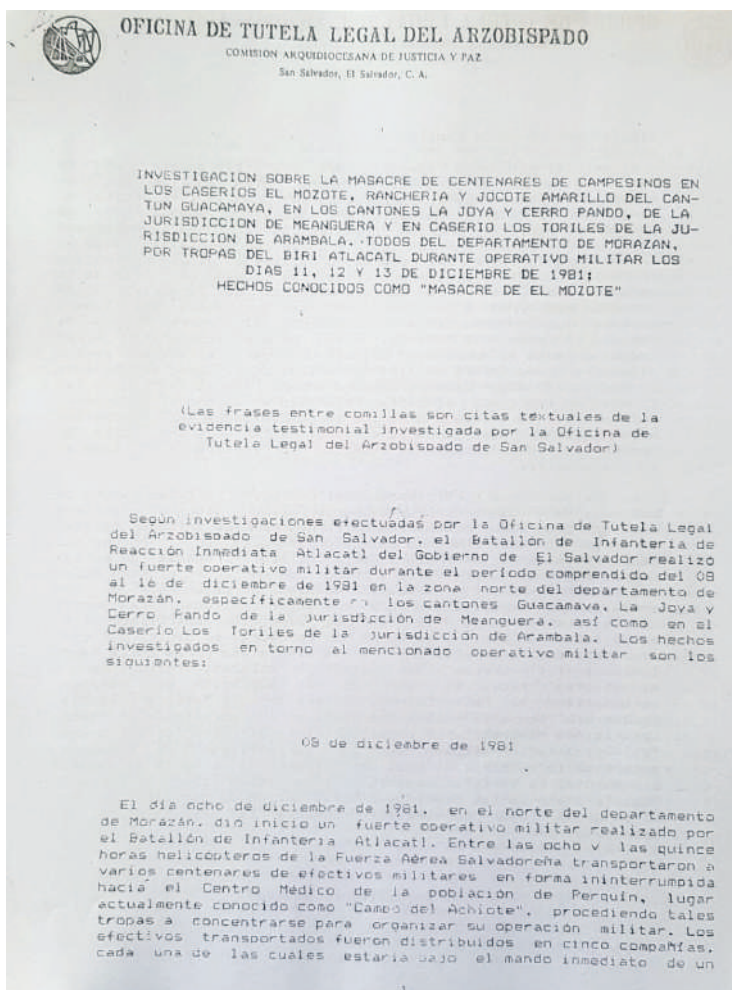 OFICINA DE TUTELA LEGAL DEL ARZOBISPADO
COMISION ARQUIDIOCESANA DE JUSTICIA Y PAZ
San Salvador, El Salvador, C. A.
INVESTIGACION SOBRE LA MASACRE DE CENTENARES DE CAMPESINOS EN
LOS CASERIOS EL MOZOTE, RANCHERIA Y JOCOTE AMARILLO DEL CAN-
TON GUACAMAYA, EN LOS CANTONES LA JOYA Y CERRO PANDO, DE LA
JURISDICCION DE MEANGUERA Y EN CASERIO LOS TORILES DE LA JU-
RISDICCION DE ARAMBALA. TODOS DEL DEPARTAMENTO DE MORAZAN,
POR TROPAS DEL BIRI ATLACATL DURANTE OPERATIVO MILITAR LOS
DIAS 11, 12 Y 13 DE DICIEMBRE DE 1981;
HECHOS CONOCIDOS COMO "MASACRE DE EL MOZOTE"
(Las frases entre comillas son citas textuales de la
evidencia testimonial investigada por la Oficina de
Tutela Legal del Arzobispado de San Salvador)
Según investigaciones efectuadas por la Oficina de Tutela Legal
del Arzobispado de San Salvador, el Batallón de Infantería de
Reacción Inmediata Atlacatl del Gobierno de El Salvador realizo
un fuerte operativo militar durante el período comprendido del 08
al 16 de diciembre de 1981 en la zona norte del departamento de
Morazán, específicamente los cantones Guacamaya, La Joya y
Cerro Pando de la jurisdicción de Meanguera, así como en el
Caserío Los Toriles de la jurisdicción de Arambala. Los hechos
investigados en torno al mencionado operativo militar son los
siguientes:
08 de diciembre de 1981
El día ocho de diciembre de 1981, en el norte del departamento
de Morazán, dio inicio un fuerte operativo militar realizado por
el Batallón de Infantería Atlacatl. Entre las ocho y las quince
horas helicópteros de la Fuerza Aérea Salvadoreña transportaron a
varios centenares de efectivos militares en forma ininterrumpida
hacia el Centro Médico de la población de Perquín, lugar
actualmente conocido como "Campo del Achiote", procediendo tales
tropas a concentrarse para organizar su operación militar. Los
efectivos transportados fueron distribuidos en cinco compañías,
cada una de las cuales estaría bajo el mando inmediato de un